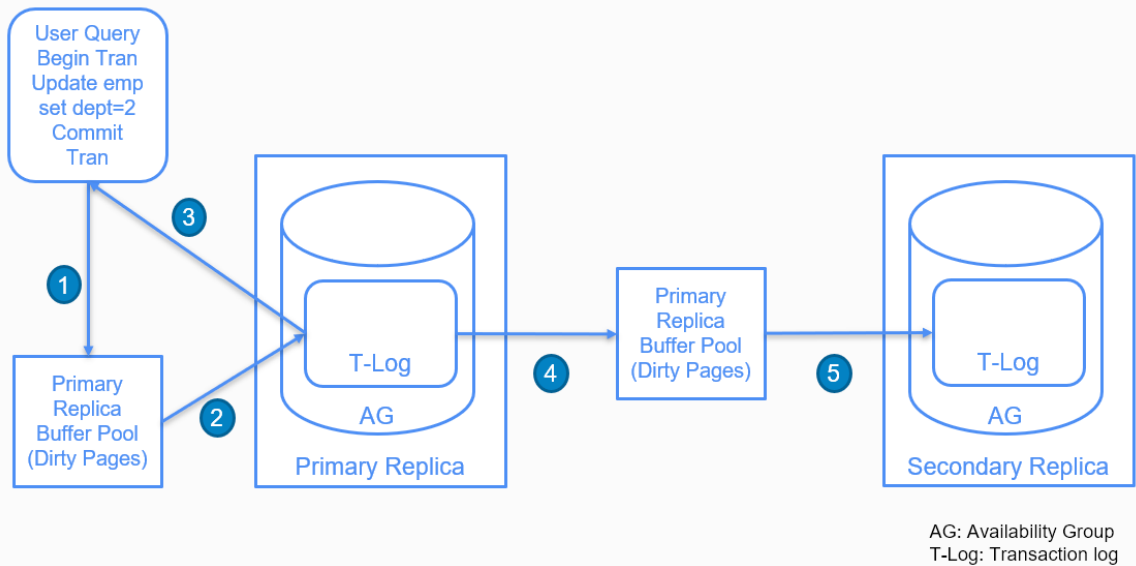 User Query
Begin Tran
Update emp
set dept=2
Commit
Tran
1
3
2
Primary
Replica
Buffer Pool
(Dirty Pages)
T-Log
AG
Primary Replica
4
Primary
Replica
Buffer Pool
(Dirty Pages)
5
T-Log
AG
Secondary Replica
AG: Availability Group
T-Log: Transaction log